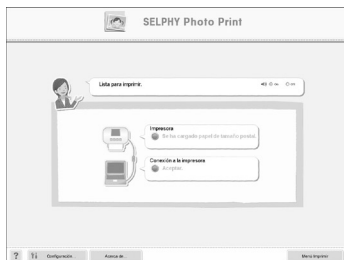 SELPHY Photo Print
Lista para imprimir.
Impresora
Se ha cargado papel de tamaño postal.
Conexión a la impresora
Aceptar.
? Configuración... Acerca de... Menú Imprimir